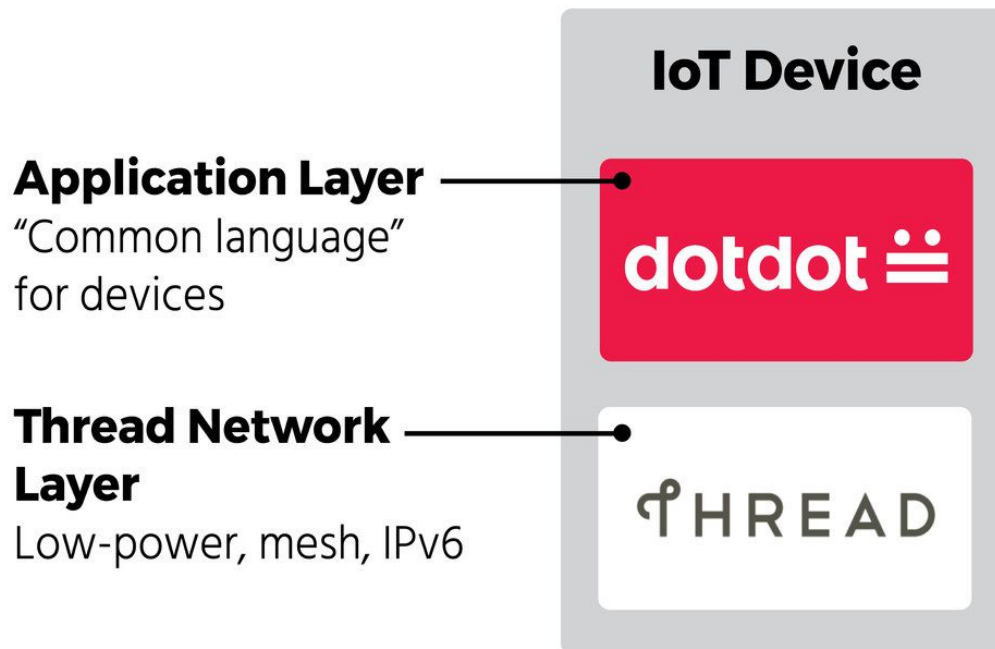 IoT Device
Application Layer
“Common language”
for devices
dotdot
Thread Network
Layer
Low-power, mesh, IPv6
THREAD